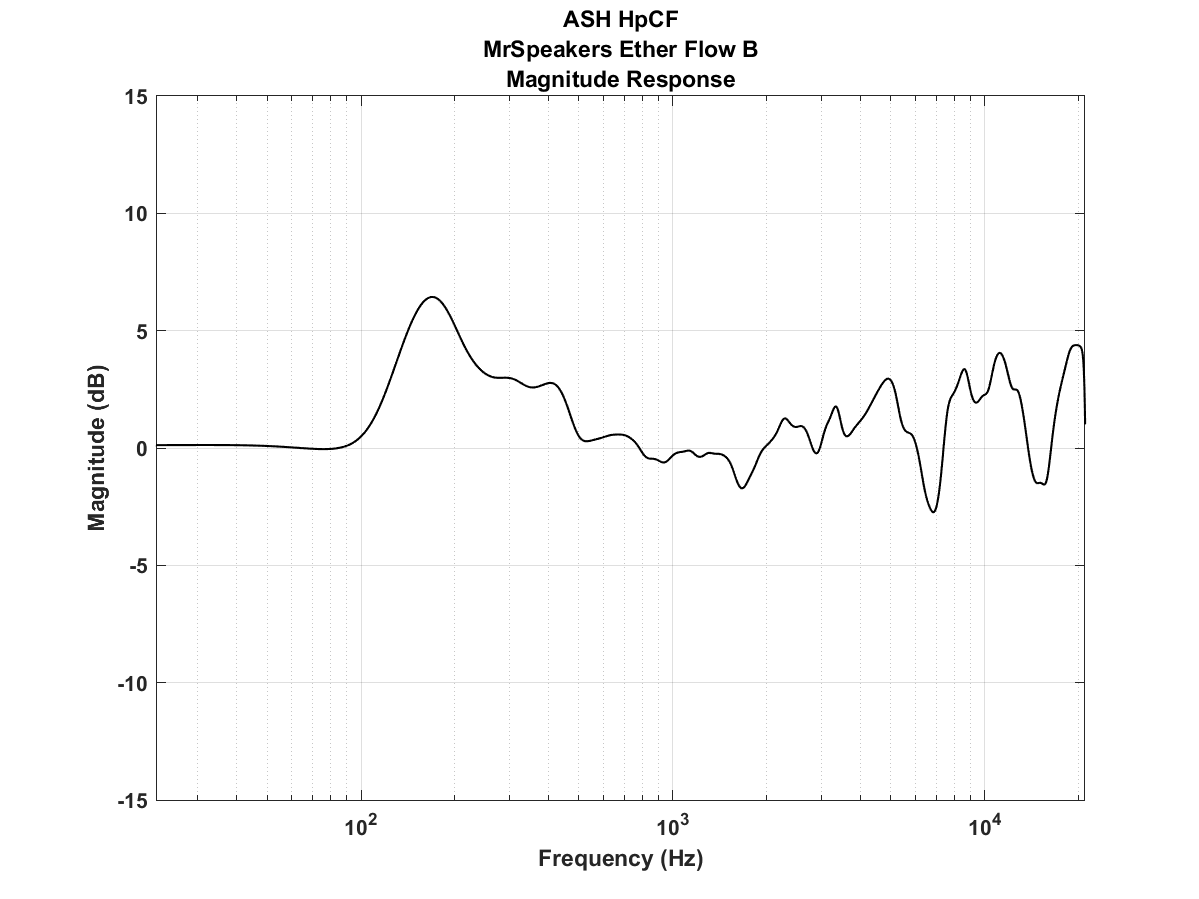 ASH HpCF
MrSpeakers Ether Flow B
Magnitude Response
15
10
5
0
-5
-10
-15
Magnitude (dB)
10² 10³ 10⁴
Frequency (Hz)